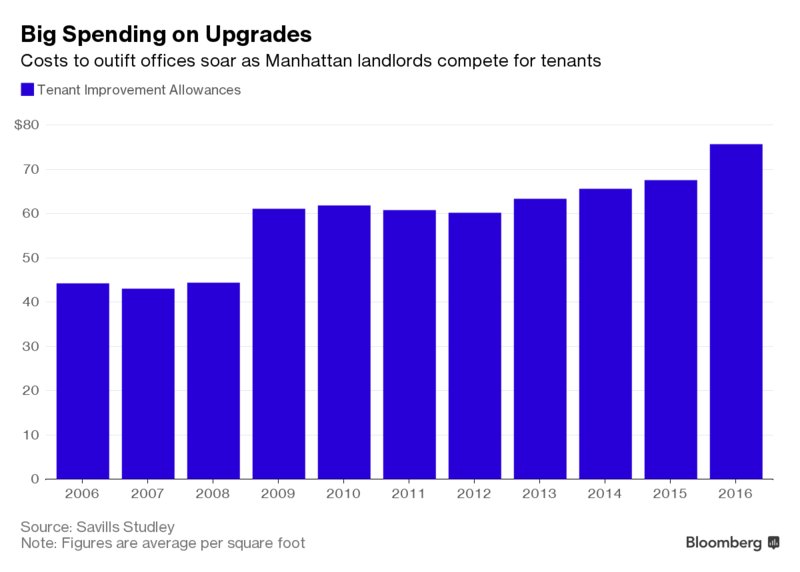 Big Spending on Upgrades
Costs to outift offices soar as Manhattan landlords compete for tenants
Tenant Improvement Allowances
$80
70
60
50
40
30
20
10
0
2006 2007 2008 2009 2010 2011 2012 2013 2014 2015 2016
Source: Savills Studley
Note: Figures are average per square foot
Bloomberg